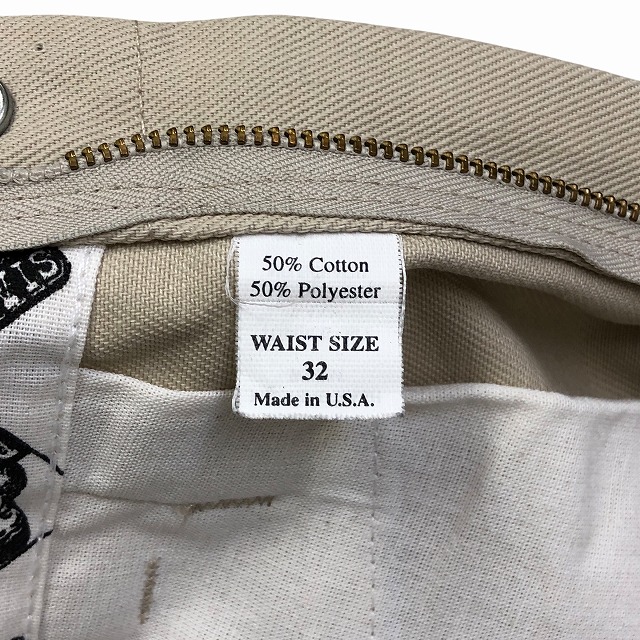 50% Cotton
50% Polyester
WAIST SIZE
32
Made in U.S.A.